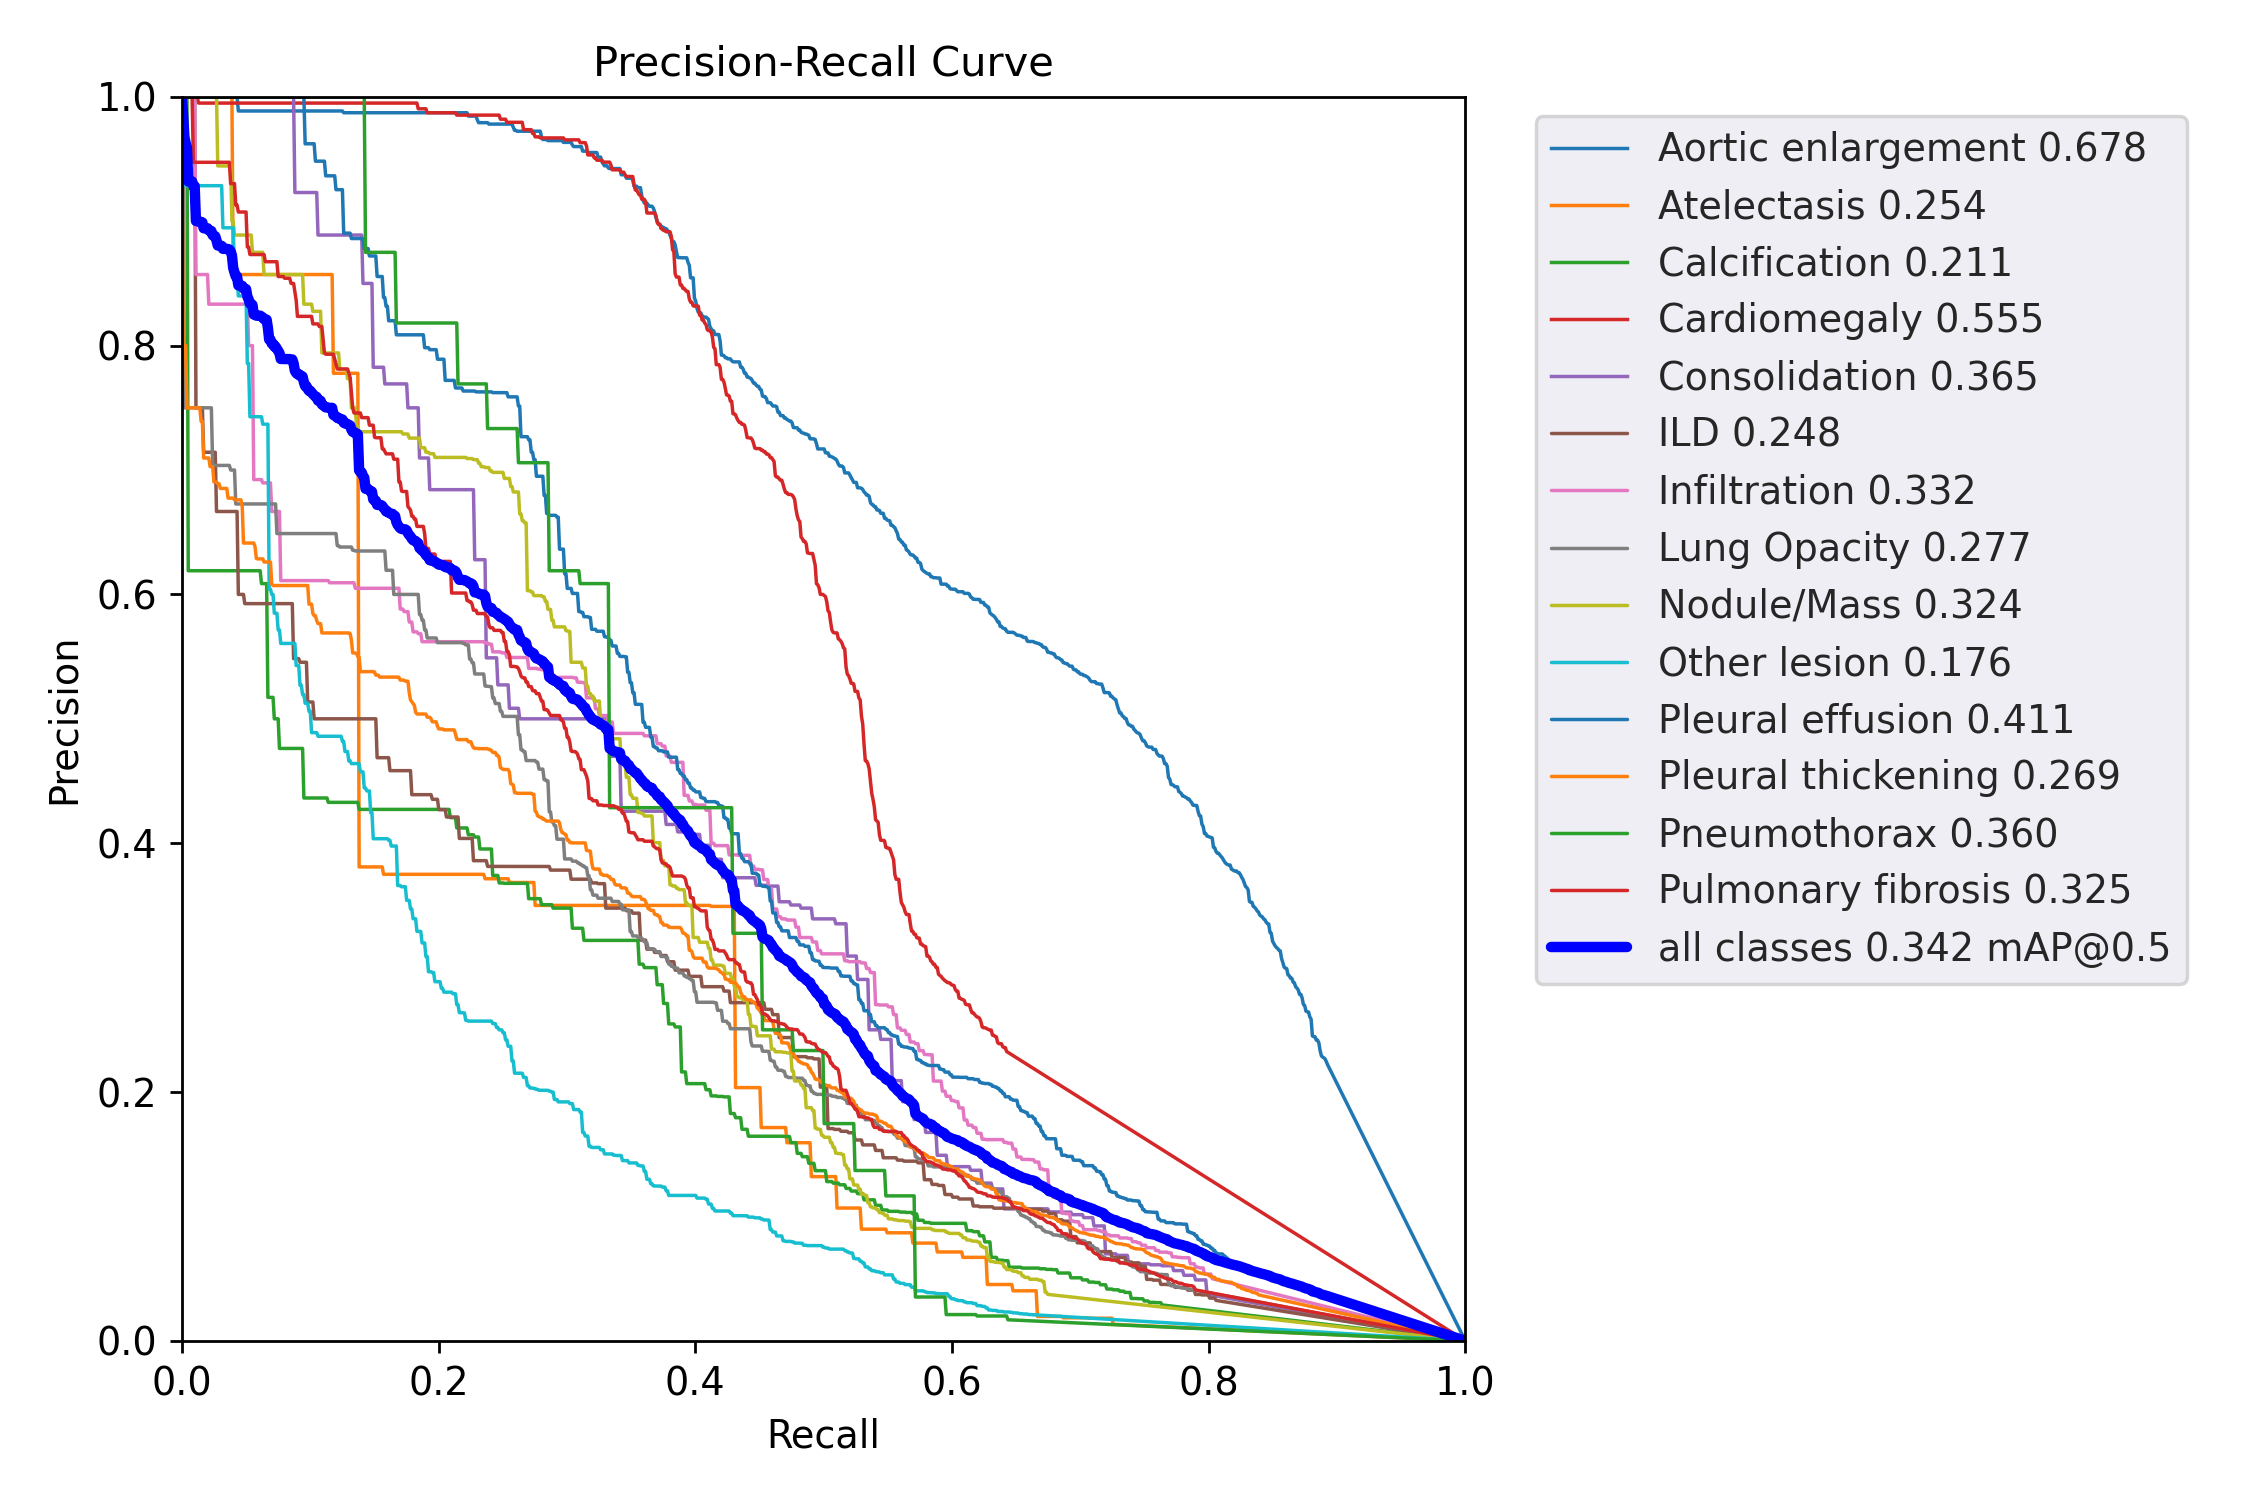 Precision-Recall Curve
1.0
0.8
0.6
0.4
0.2
0.0
Precision
0.0 0.2 0.4 0.6 0.8 1.0
Recall
Aortic enlargement 0.678
Atelectasis 0.254
Calcification 0.211
Cardiomegaly 0.555
Consolidation 0.365
ILD 0.248
Infiltration 0.332
Lung Opacity 0.277
Nodule/Mass 0.324
Other lesion 0.176
Pleural effusion 0.411
Pleural thickening 0.269
Pneumothorax 0.360
Pulmonary fibrosis 0.325
all classes 0.342 mAP@0.5